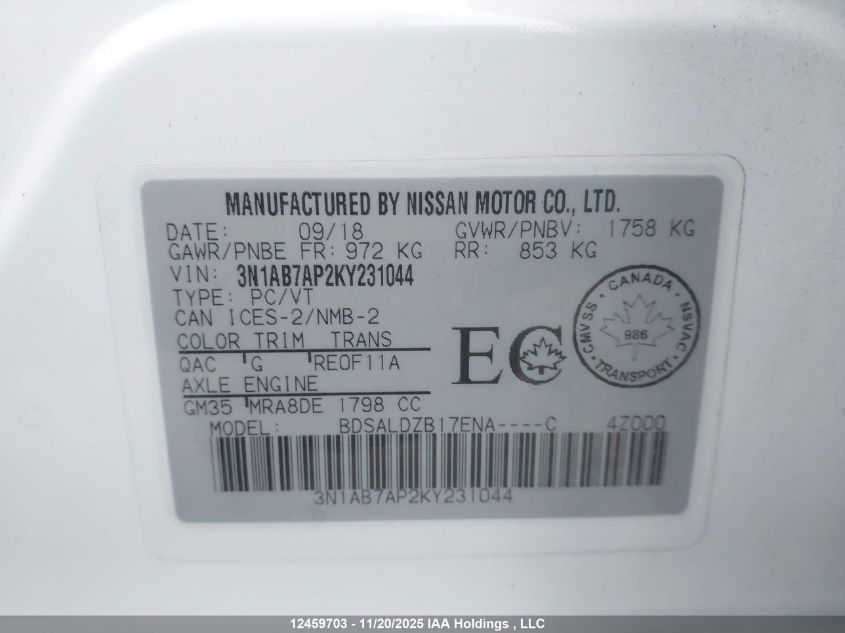 MANUFACTURED BY NISSAN MOTOR CO., LTD.
DATE: 09/18 GVWR/PNBV: 1758 KG
GAWR/PNBE FR: 972 KG RR: 853 KG
VIN: 3N1AB7AP2KY231044
TYPE: PC/VT
CAN ICES-2/NMB-2
COLOR TRIM TRANS
QAC G RE0F11A
AXLE ENGINE
GM35 MRA8DE 1798 CC
EC
CANADA
CMVSS • NSVAC
986
TRANSPORT
MODEL: BDSALDZB17ENA----C 4Z000
3N1AB7AP2KY231044
12459703 - 11/20/2025 IAA Holdings , LLC